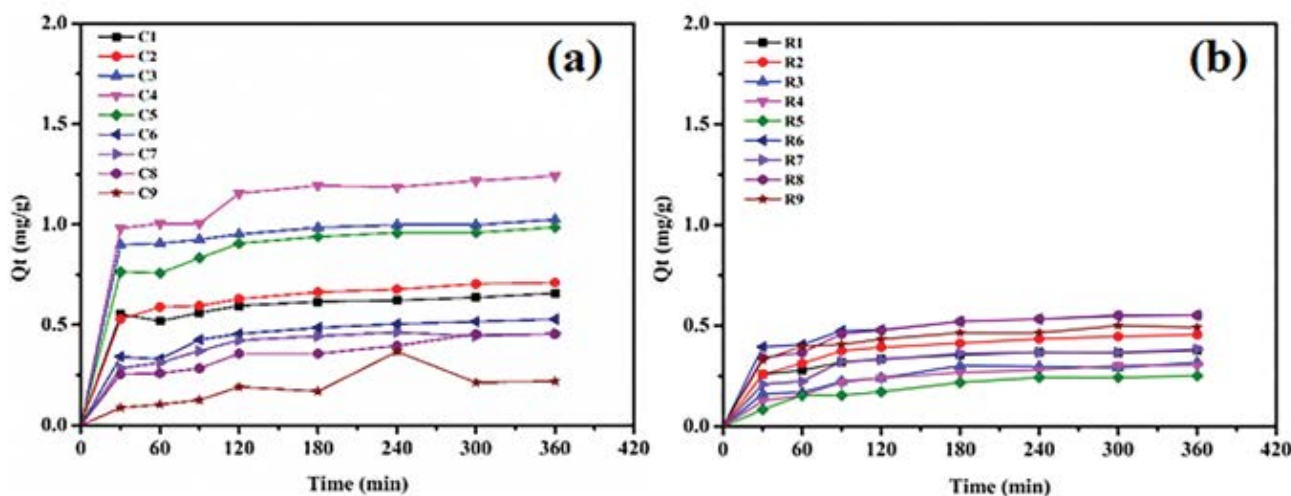 (a)
2.0
1.5
1.0
0.5
0.0
Qt (mg/g)
C1
C2
C3
C4
C5
C6
C7
C8
C9
0 60 120 180 240 300 360 420
Time (min)
(b)
2.0
1.5
1.0
0.5
0.0
Qt (mg/g)
R1
R2
R3
R4
R5
R6
R7
R8
R9
0 60 120 180 240 300 360 420
Time (min)